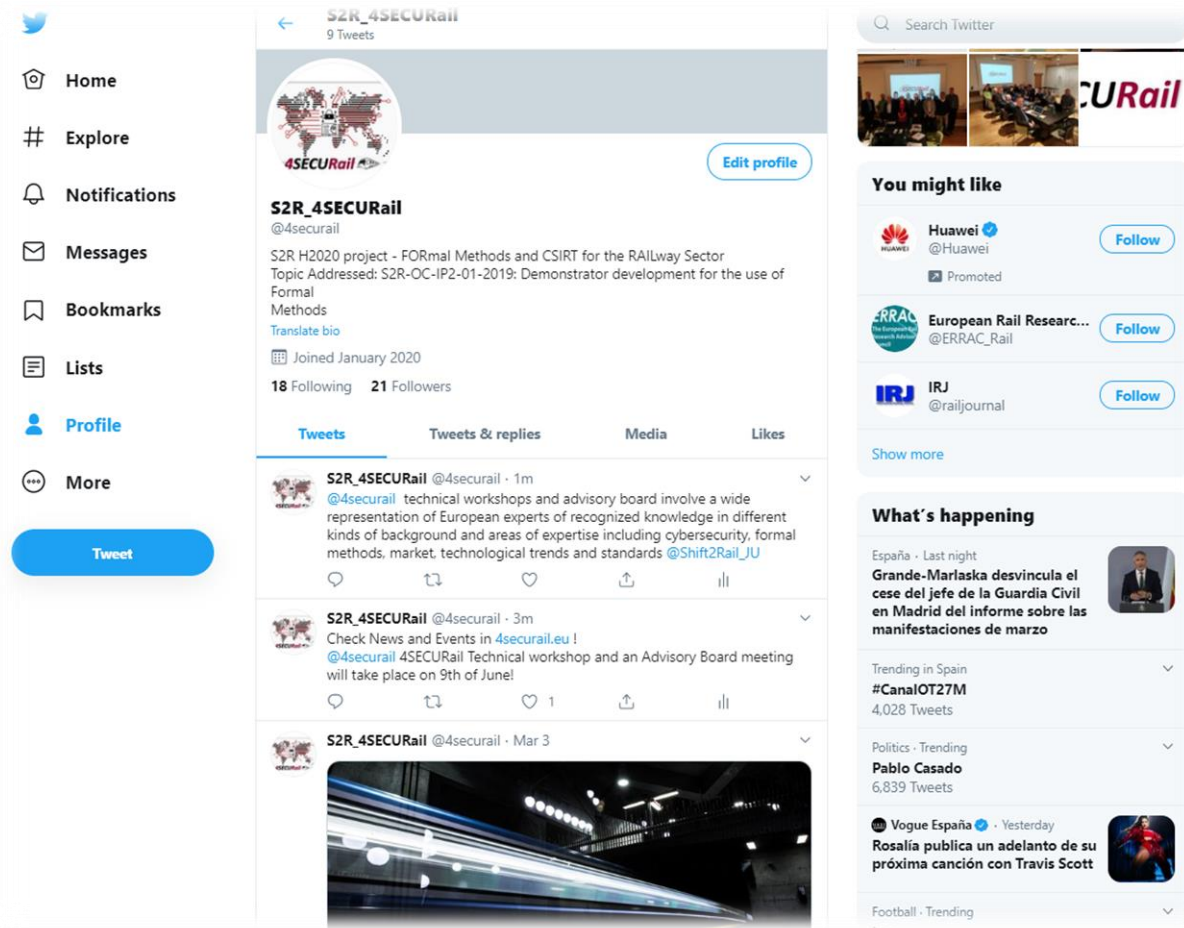 S2R_4SECURail
9 Tweets
Home
Explore
Notifications
Messages
Bookmarks
Lists
Profile
More
Tweet
4SECURail
Edit profile
S2R_4SECURail
@4securail
S2R H2020 project - FORmal Methods and CSIRT for the RAILway Sector
Topic Addressed: S2R-OC-IP2-01-2019: Demonstrator development for the use of
Formal
Methods
Translate bio
Joined January 2020
18 Following 21 Followers
Tweets Tweets & replies Media Likes
S2R_4SECURail @4securail · 1m
@4securail technical workshops and advisory board involve a wide
representation of European experts of recognized knowledge in different
kinds of background and areas of expertise including cybersecurity, formal
methods, market, technological trends and standards @Shift2Rail_JU
S2R_4SECURail @4securail · 3m
Check News and Events in 4securail.eu !
@4securail 4SECURail Technical workshop and an Advisory Board meeting
will take place on 9th of June!
1
S2R_4SECURail @4securail · Mar 3
Search Twitter
CURail
You might like
HUAWEI
Huawei
@Huawei
Follow
Promoted
ERRAC
European Rail Researc...
@ERRAC_Rail
Follow
IRJ
IRJ
@railjournal
Follow
Show more
What's happening
España · Last night
Grande-Marlaska desvincula el
cese del jefe de la Guardia Civil
en Madrid del informe sobre las
manifestaciones de marzo
Trending in Spain
#CanalOT27M
4,028 Tweets
Politics · Trending
Pablo Casado
6,839 Tweets
Vogue España · Yesterday
Rosalía publica un adelanto de su
próxima canción con Travis Scott
Football · Trending